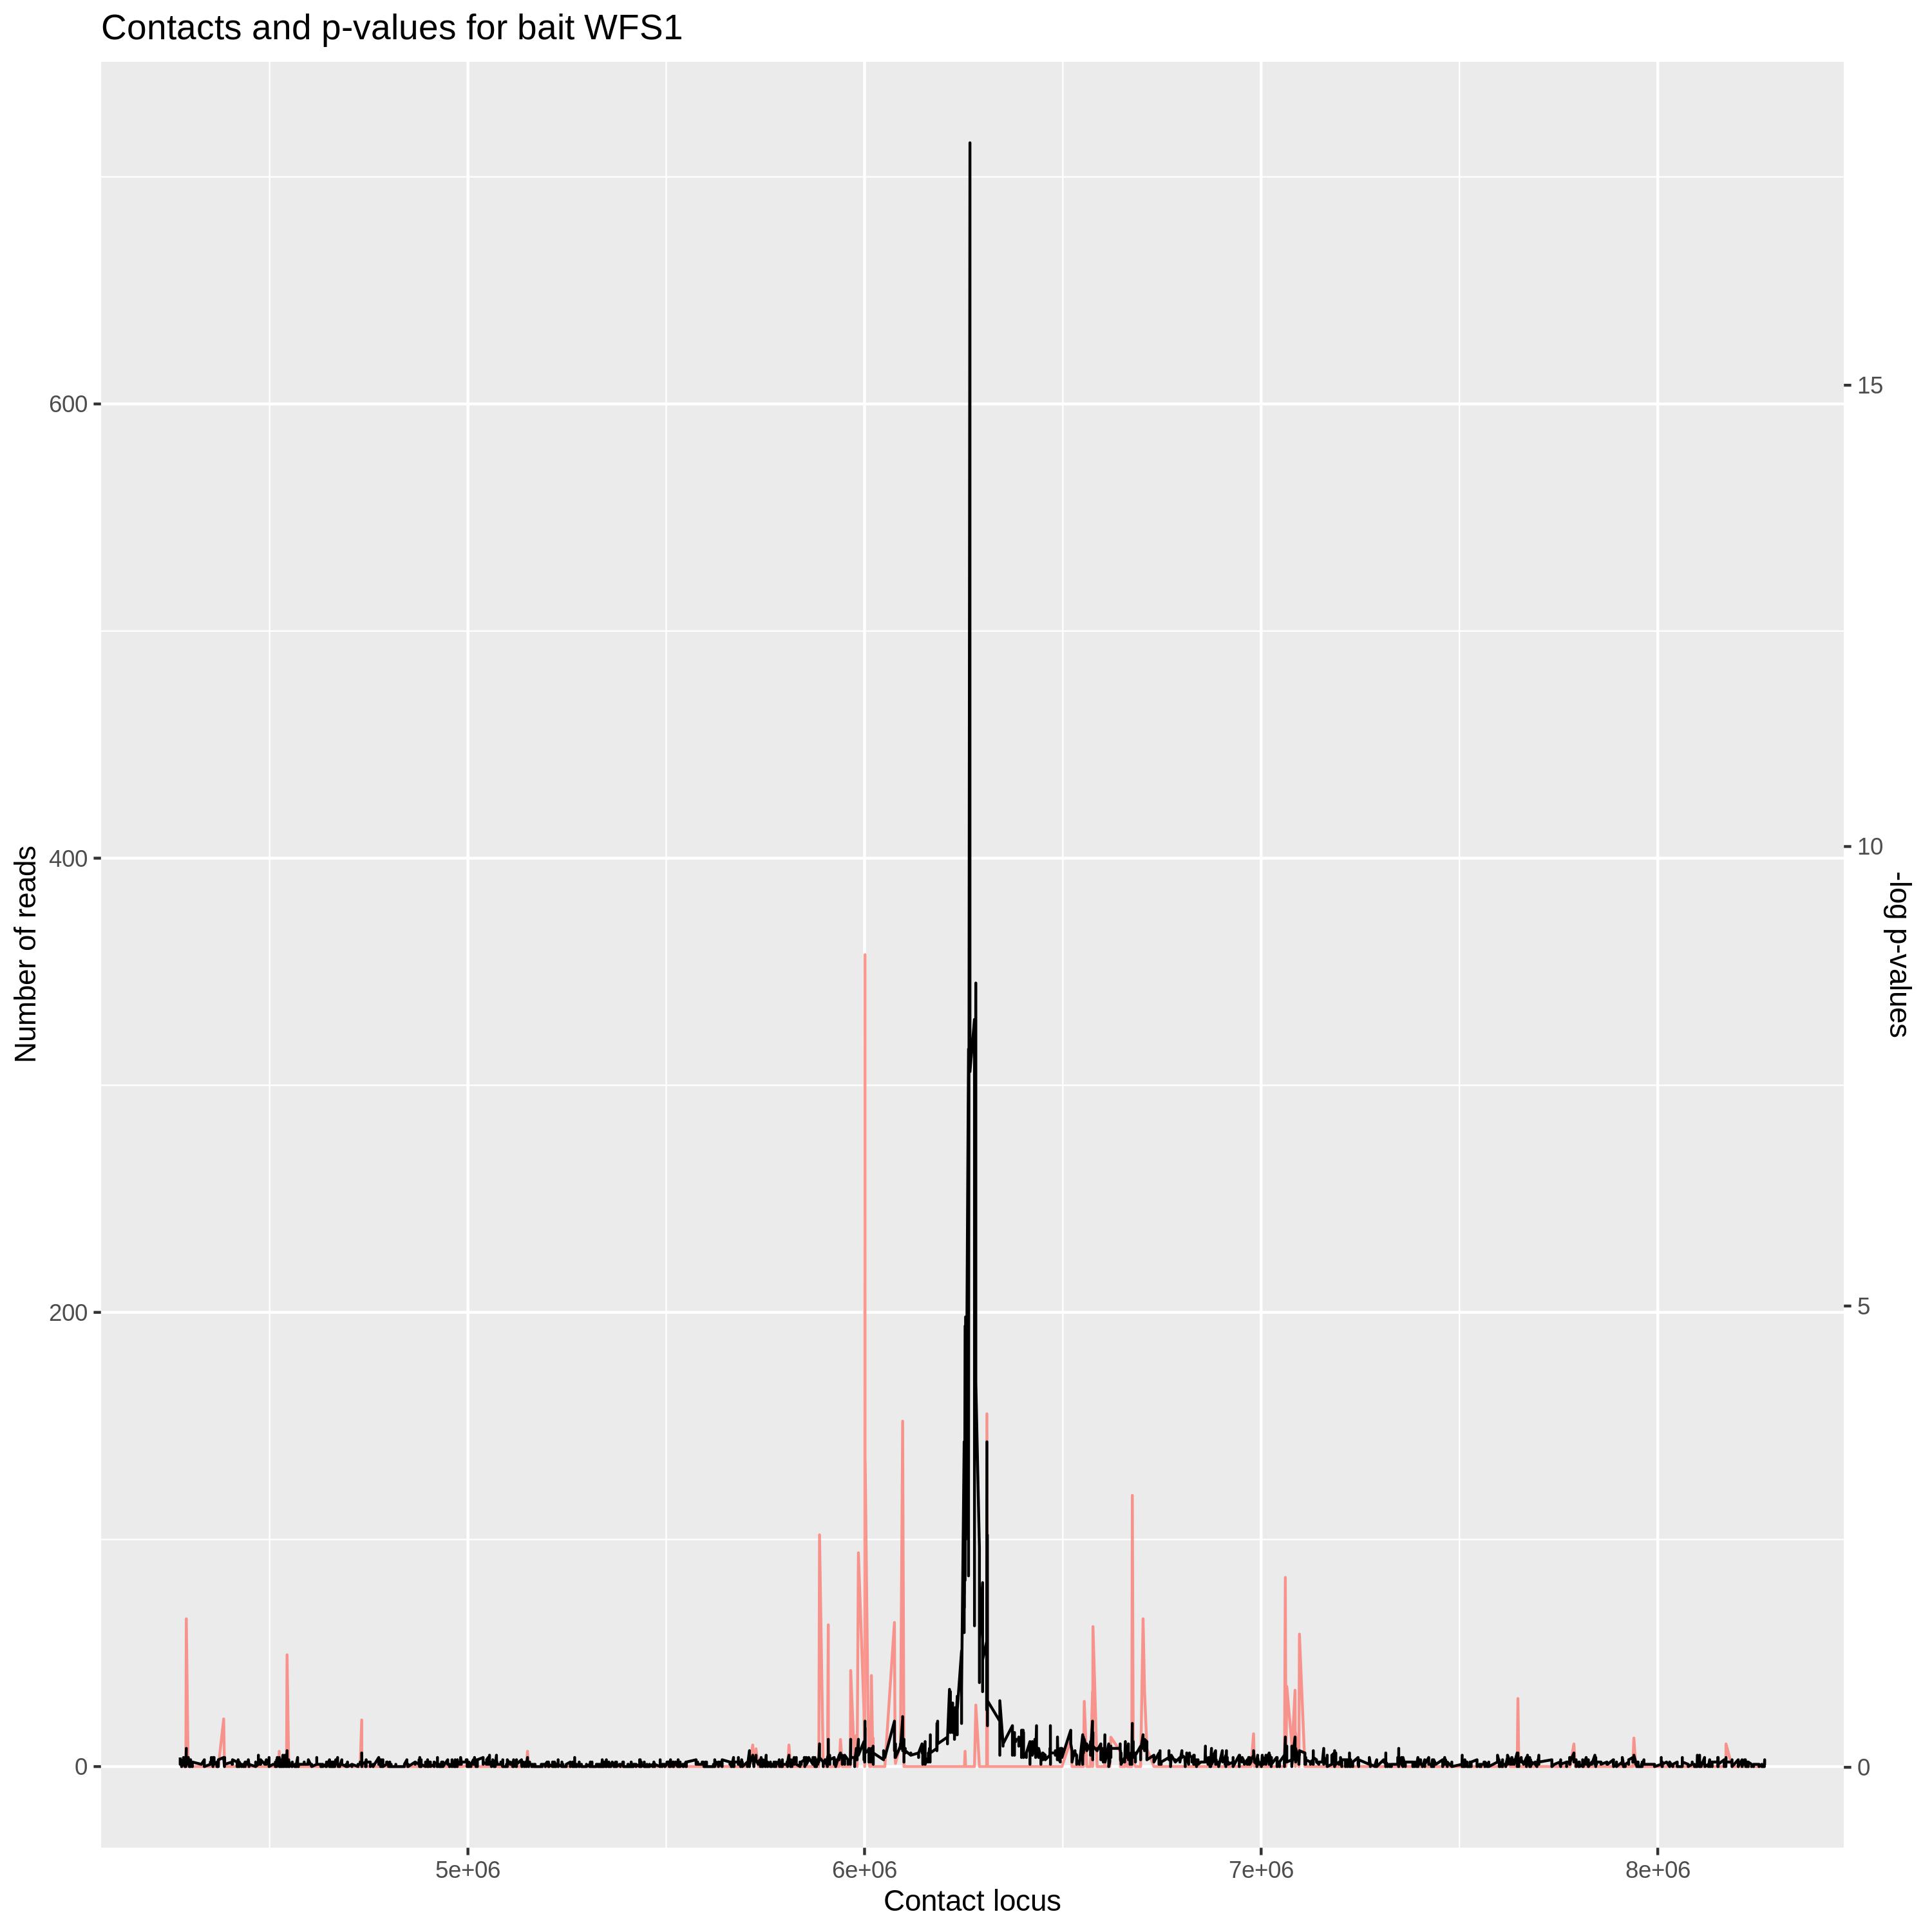 Contacts and p-values for bait WFS1
600
400
200
0
15
10
5
0
Number of reads
-log p-values
5e+06
6e+06
7e+06
8e+06
Contact locus